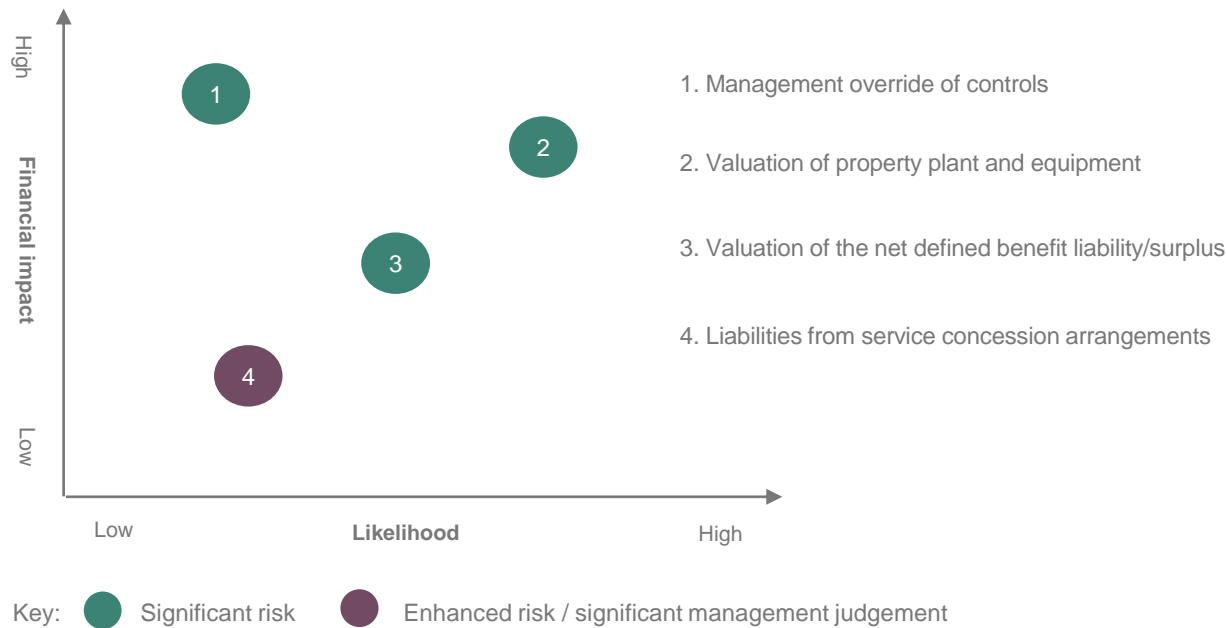 High
Financial impact
Low
1
2
3
4
1. Management override of controls
2. Valuation of property plant and equipment
3. Valuation of the net defined benefit liability/surplus
4. Liabilities from service concession arrangements
Low Likelihood High
Key: Significant risk Enhanced risk / significant management judgement